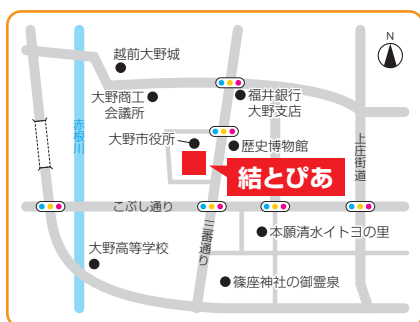 N
越前大野城
大野商工
会議所
福井銀行
大野支店
大野市役所
歴史博物館
赤根川
上庄街道
結とぴあ
こぶし通り
三番通り
本願清水イトヨの里
大野高等学校
篠座神社の御霊泉